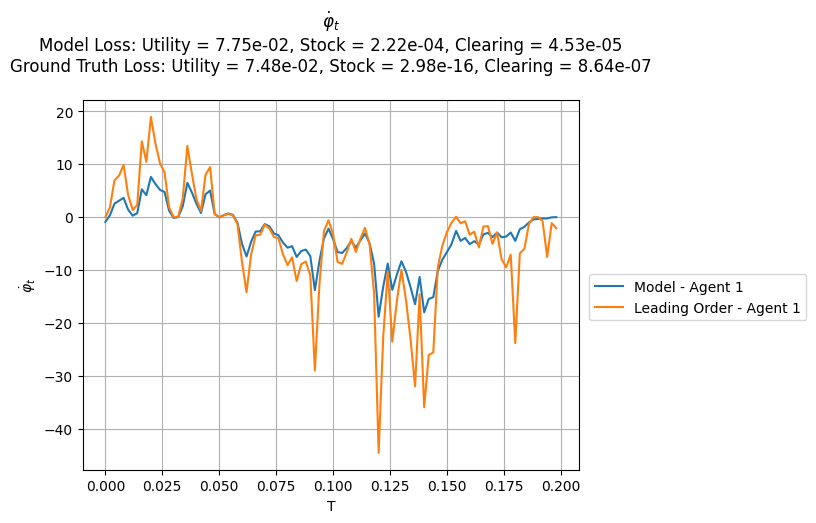 φ̇ₜ
Model Loss: Utility = 7.75e-02, Stock = 2.22e-04, Clearing = 4.53e-05
Ground Truth Loss: Utility = 7.48e-02, Stock = 2.98e-16, Clearing = 8.64e-07
20
10
0
−10
−20
−30
−40
φ̇ₜ
0.000 0.025 0.050 0.075 0.100 0.125 0.150 0.175 0.200
T
Model - Agent 1
Leading Order - Agent 1